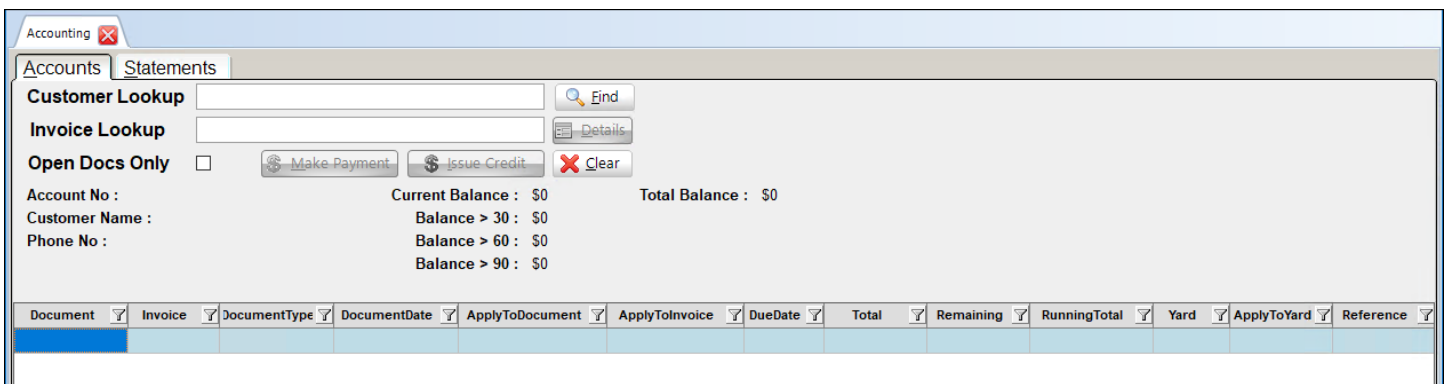 Accounting
Accounts Statements
Customer Lookup Find
Invoice Lookup Details
Open Docs Only Make Payment Issue Credit Clear
Account No : Current Balance : $0 Total Balance : $0
Customer Name : Balance > 30 : $0
Phone No : Balance > 60 : $0
Balance > 90 : $0
Document Invoice DocumentType DocumentDate ApplyToDocument ApplyToInvoice DueDate Total Remaining RunningTotal Yard ApplyToYard Reference